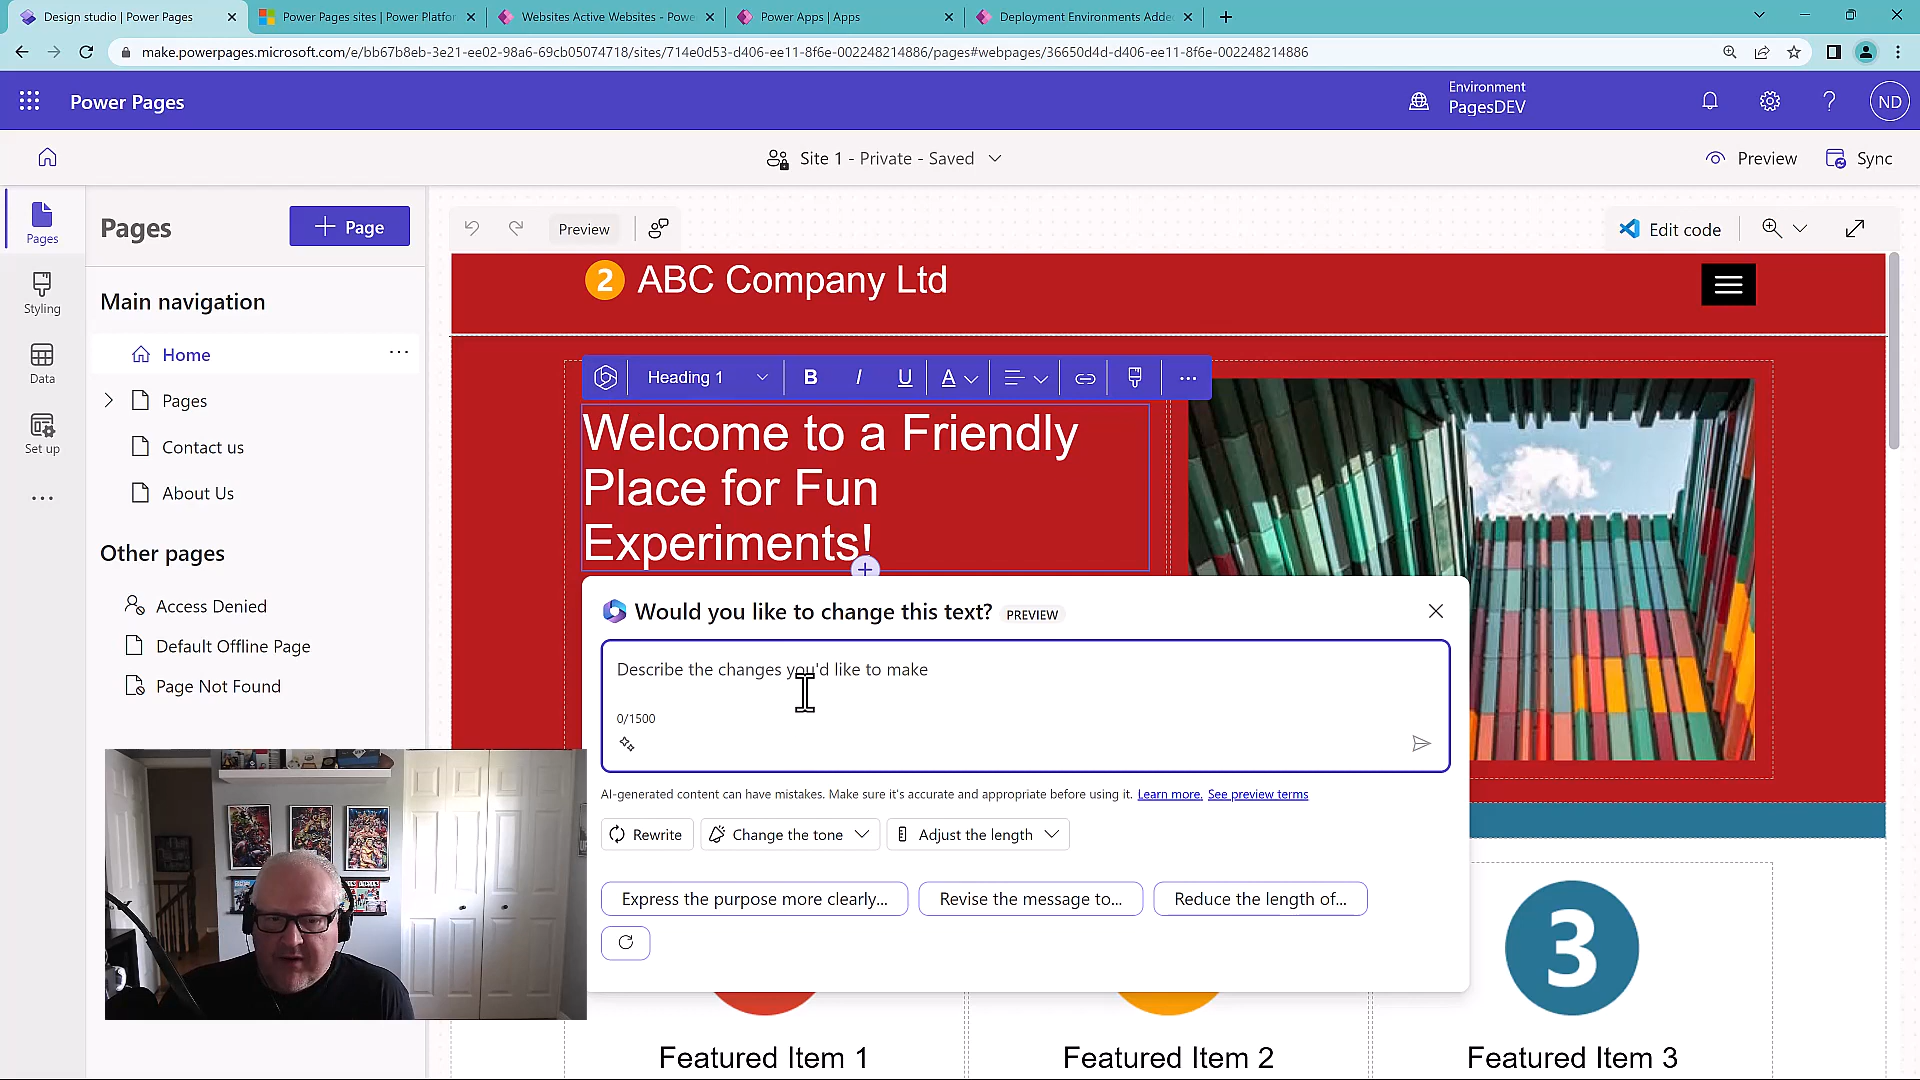 Design studio | Power Pages
Power Pages sites | Power Platfo
Websites Active Websites - Powe
Power Apps | Apps
Deployment Environments Adde
make.powerpages.microsoft.com/e/bb67b8eb-3e21-ee02-98a6-69cb05074718/sites/714e0d53-d406-ee11-8f6e-002248214886/pages#webpages/36650d4d-d406-ee11-8f6e-002248214886
Power Pages
Environment
PagesDEV
ND
Site 1 - Private - Saved
Preview
Sync
Pages
Styling
Data
Set up
Pages
Page
Main navigation
Home
Pages
Contact us
About Us
Other pages
Access Denied
Default Offline Page
Page Not Found
Preview
Edit code
2 ABC Company Ltd
Heading 1
B I U A
Welcome to a Friendly
Place for Fun
Experiments!
Would you like to change this text? PREVIEW
Describe the changes you'd like to make
0/1500
AI-generated content can have mistakes. Make sure it's accurate and appropriate before using it. Learn more. See preview terms
Rewrite
Change the tone
Adjust the length
Express the purpose more clearly...
Revise the message to...
Reduce the length of...
3
Featured Item 1
Featured Item 2
Featured Item 3